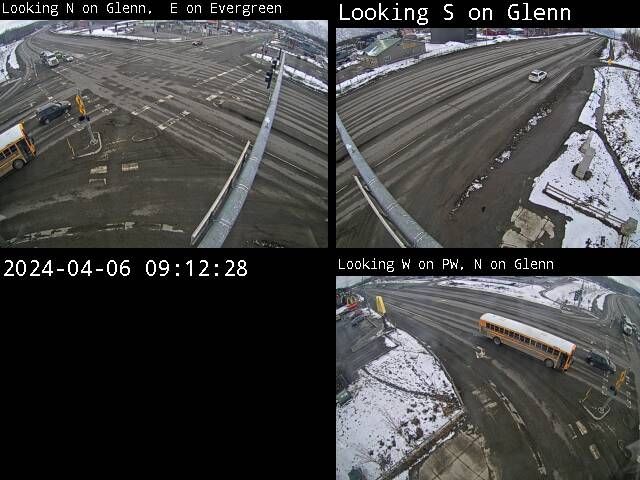 Looking N on Glenn,  E on Evergreen
Looking S on Glenn
2024-04-06 09:12:28
Looking W on PW, N on Glenn